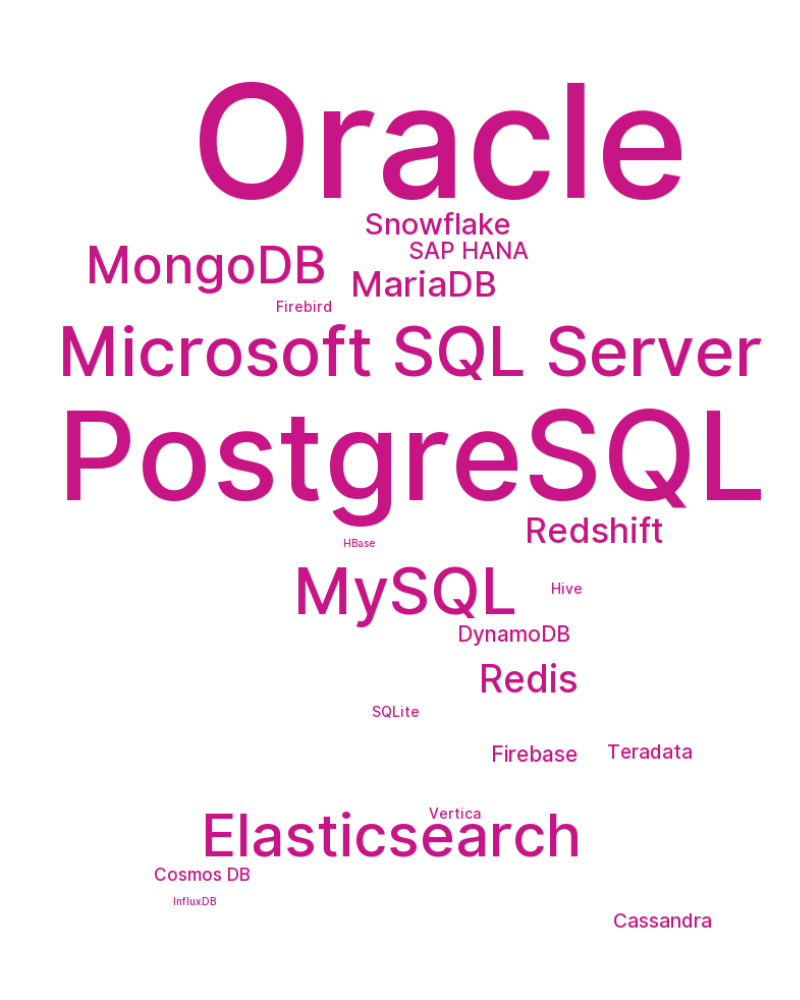 Oracle
Snowflake
SAP HANA
MongoDB
MariaDB
Firebird
Microsoft SQL Server
PostgreSQL
Redshift
HBase
MySQL
Hive
DynamoDB
Redis
SQLite
Firebase
Teradata
Vertica
Elasticsearch
Cosmos DB
InfluxDB
Cassandra